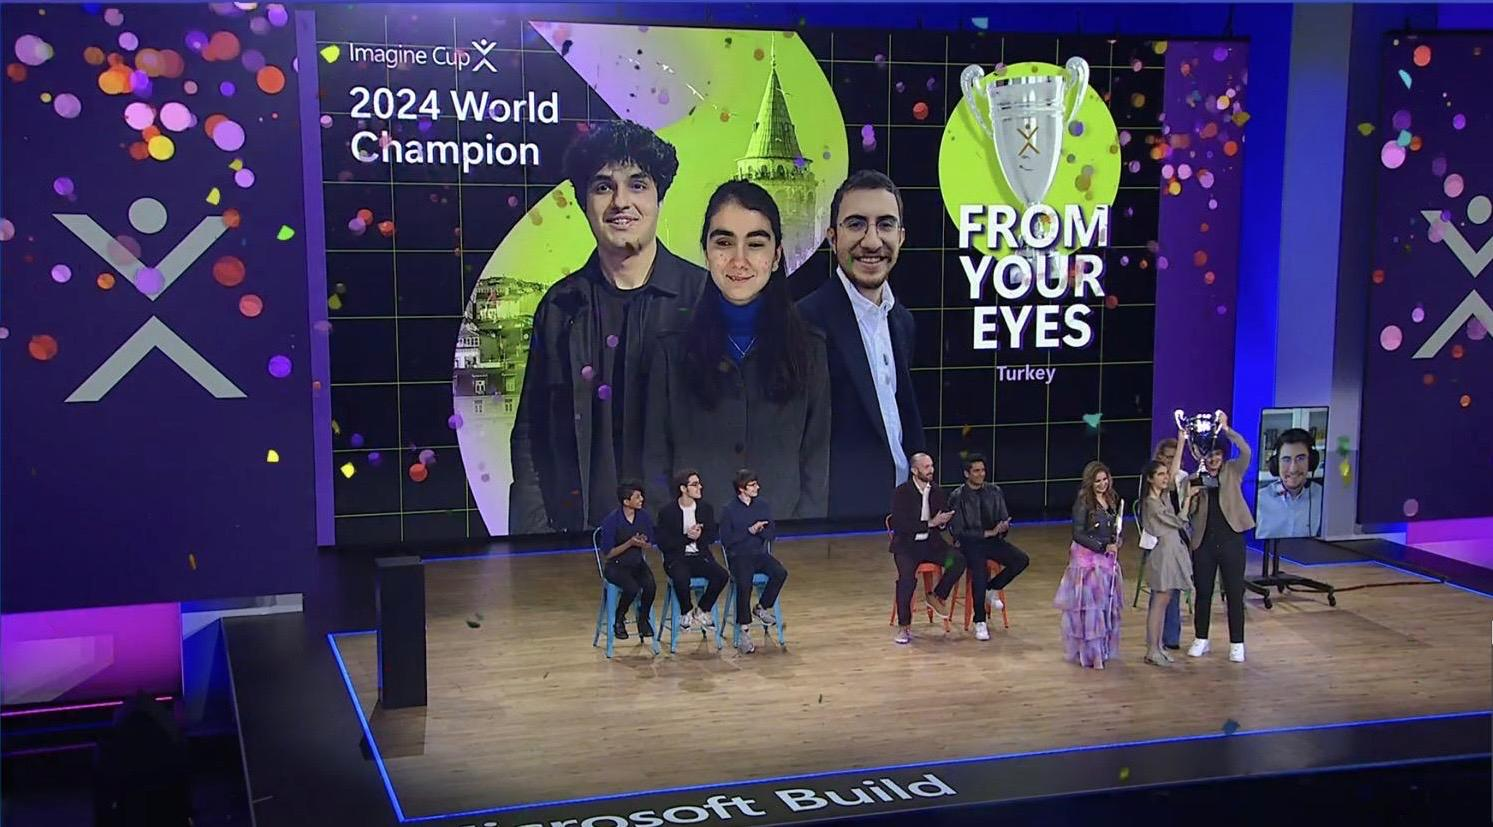 Imagine Cup
2024 World
Champion
FROM
YOUR
EYES
Turkey
Microsoft Build